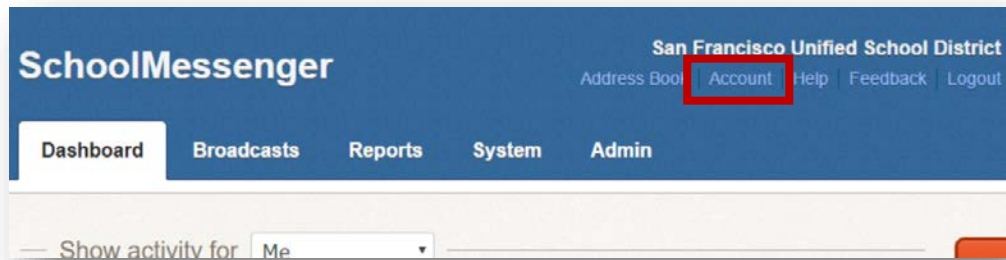 San Francisco Unified School District
SchoolMessenger
Address Book Account Help Feedback Logout
Dashboard Broadcasts Reports System Admin
Show activity for Me